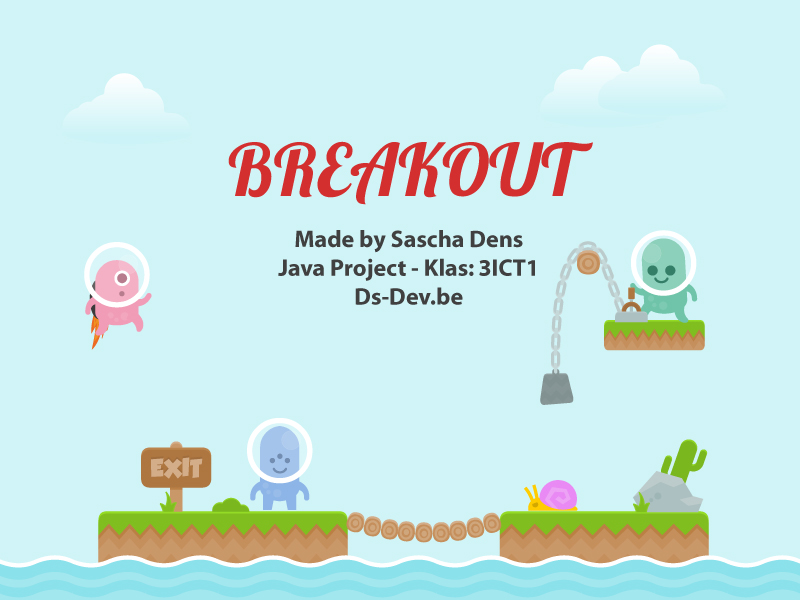 BREAKOUT
Made by Sascha Dens
Java Project - Klas: 3ICT1
Ds-Dev.be
EXIT